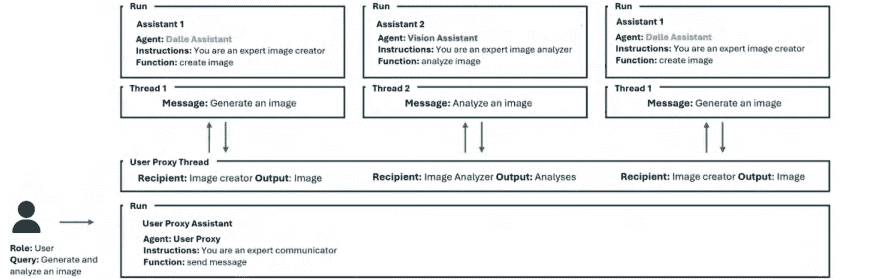 Run
Assistant 1
Agent: Dalle Assistant
Instructions: You are an expert image creator
Function: create image
Thread 1
Message: Generate an image
Run
Assistant 2
Agent: Vision Assistant
Instructions: You are an expert image analyzer
Function: analyze image
Thread 2
Message: Analyze an image
Run
Assistant 1
Agent: Dalle Assistant
Instructions: You are an expert image creator
Function: create image
Thread 1
Message: Generate an image
User Proxy Thread
Recipient: Image creator Output: Image
Recipient: Image Analyzer Output: Analyses
Recipient: Image creator Output: Image
Role: User
Query: Generate and
analyze an image
Run
User Proxy Assistant
Agent: User Proxy
Instructions: You are an expert communicator
Function: send message